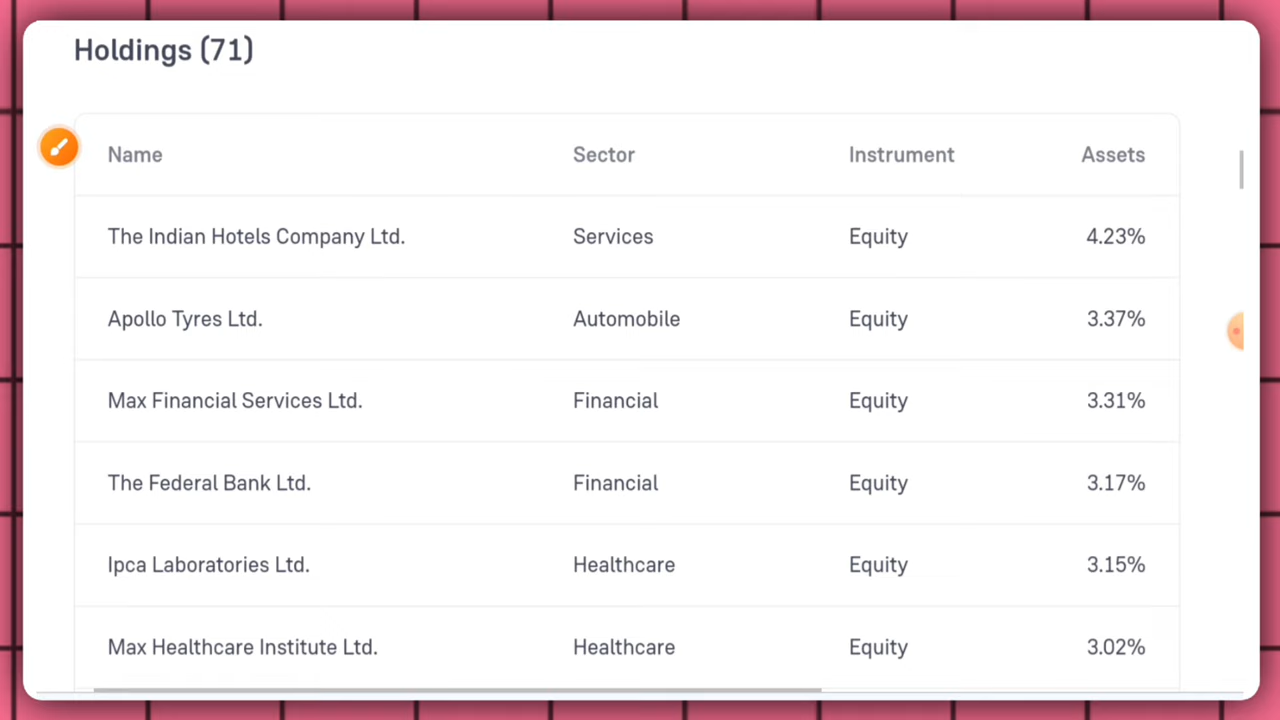 Holdings (71)
Name Sector Instrument Assets
The Indian Hotels Company Ltd. Services Equity 4.23%
Apollo Tyres Ltd. Automobile Equity 3.37%
Max Financial Services Ltd. Financial Equity 3.31%
The Federal Bank Ltd. Financial Equity 3.17%
Ipca Laboratories Ltd. Healthcare Equity 3.15%
Max Healthcare Institute Ltd. Healthcare Equity 3.02%